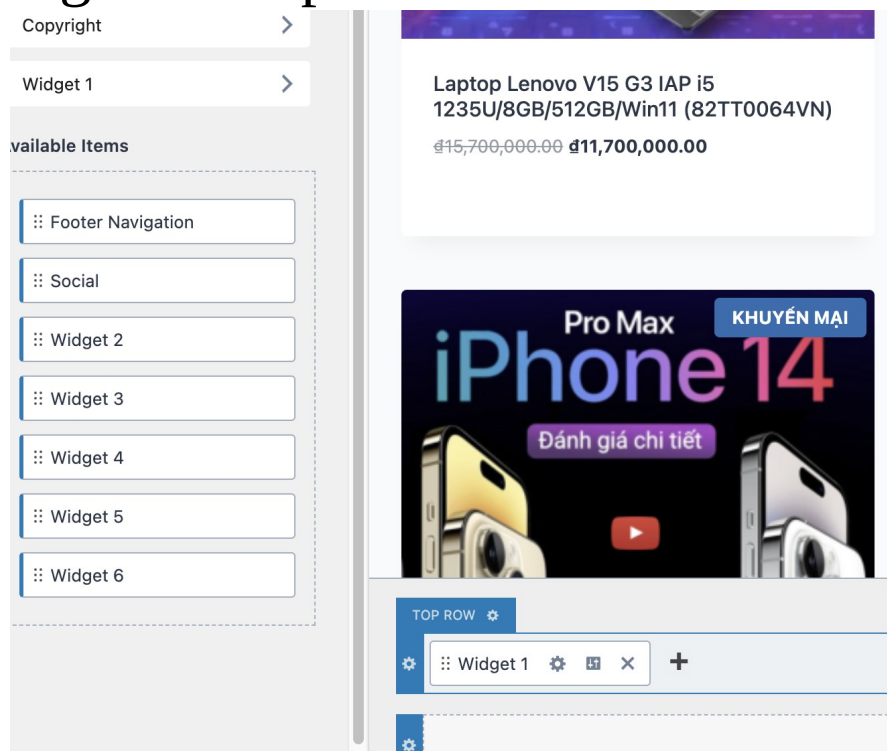 Copyright
Widget 1
Available Items
Footer Navigation
Social
Widget 2
Widget 3
Widget 4
Widget 5
Widget 6
Laptop Lenovo V15 G3 IAP i5
1235U/8GB/512GB/Win11 (82TT0064VN)
₫15,700,000.00 ₫11,700,000.00
KHUYẾN MẠI
Pro Max
iPhone 14
Đánh giá chi tiết
TOP ROW
Widget 1